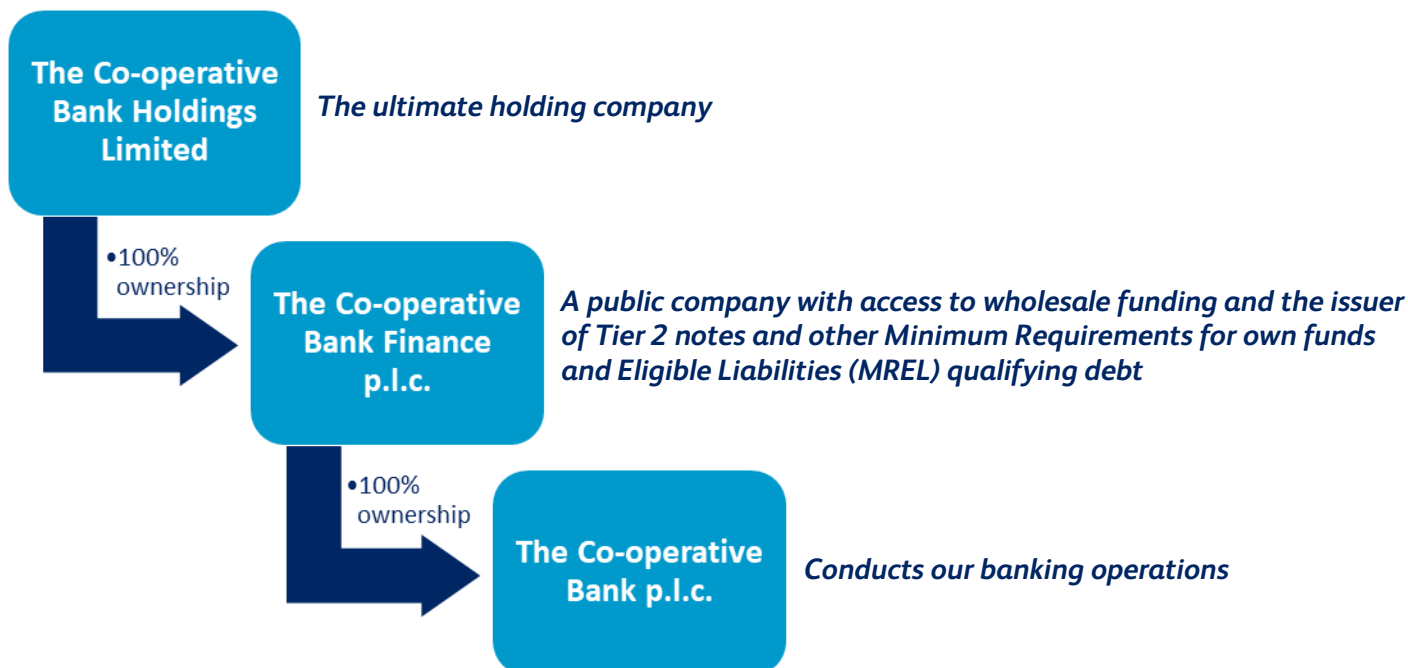 The Co-operative
Bank Holdings
Limited
The ultimate holding company
•100%
ownership
The Co-operative
Bank Finance
p.l.c.
A public company with access to wholesale funding and the issuer
of Tier 2 notes and other Minimum Requirements for own funds
and Eligible Liabilities (MREL) qualifying debt
•100%
ownership
The Co-operative
Bank p.l.c.
Conducts our banking operations